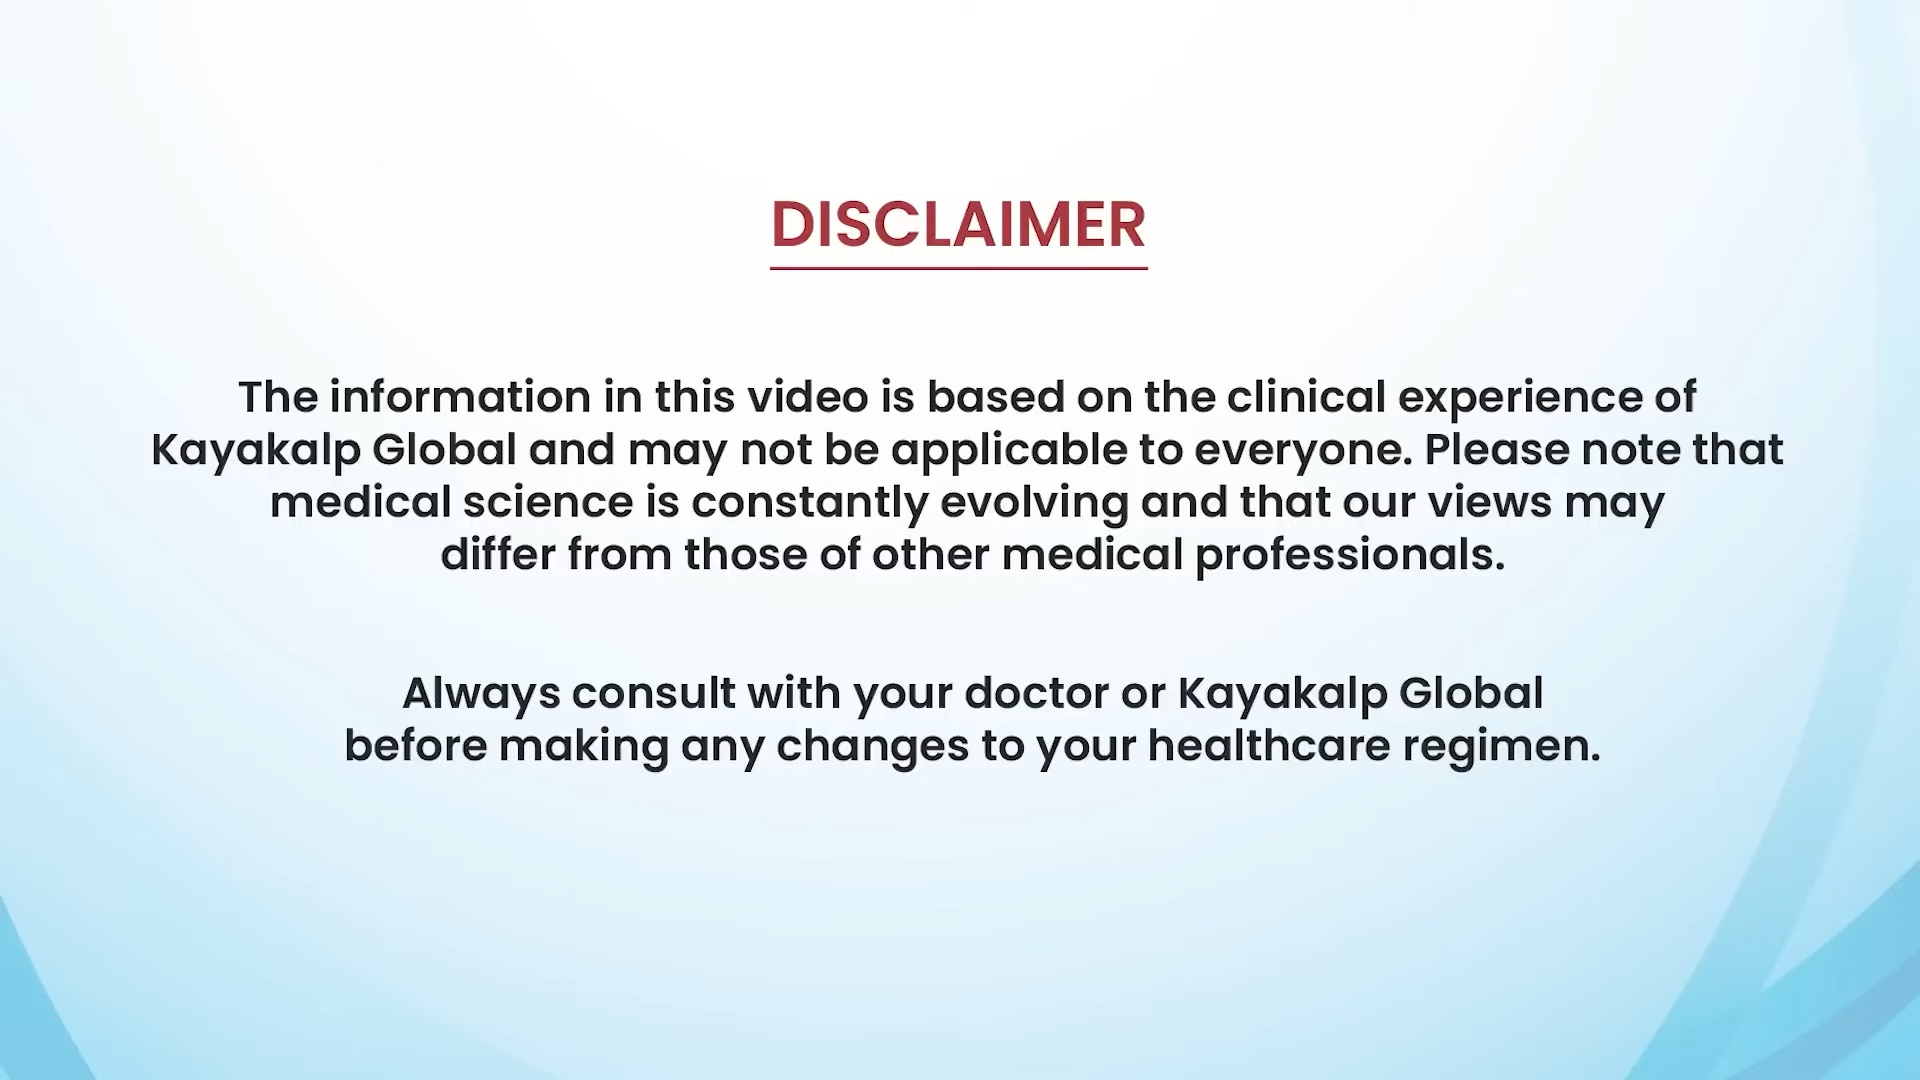 DISCLAIMER
The information in this video is based on the clinical experience of
Kayakalp Global and may not be applicable to everyone. Please note that
medical science is constantly evolving and that our views may
differ from those of other medical professionals.
Always consult with your doctor or Kayakalp Global
before making any changes to your healthcare regimen.